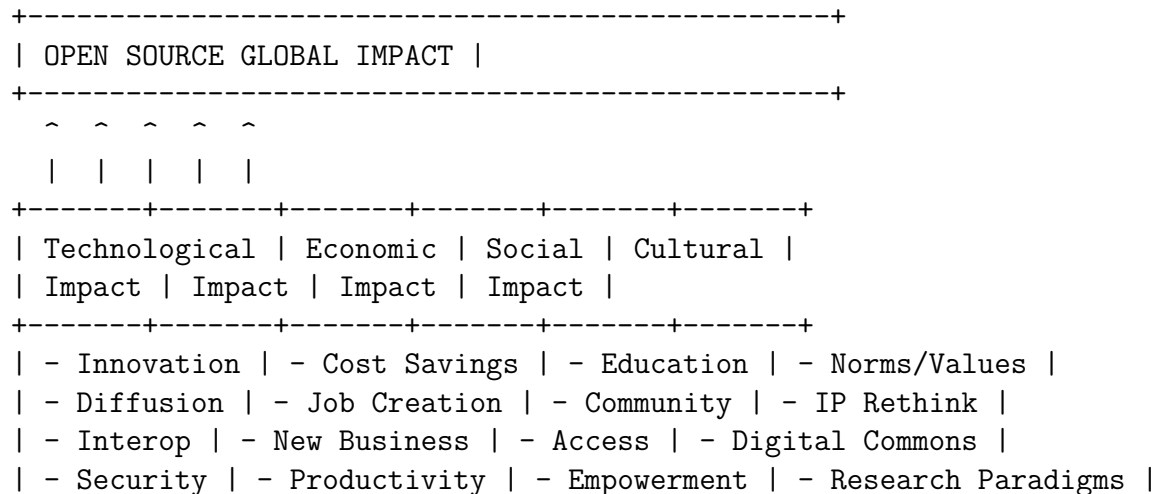 +-------------------------------------------------+
| OPEN SOURCE GLOBAL IMPACT |
+-------------------------------------------------+
^ ^ ^ ^ ^
| | | | |
+-------+-------+-------+-------+-------+-------+
| Technological | Economic | Social | Cultural |
| Impact | Impact | Impact | Impact |
+-------+-------+-------+-------+-------+-------+
| - Innovation | - Cost Savings | - Education | - Norms/Values |
| - Diffusion | - Job Creation | - Community | - IP Rethink |
| - Interop | - New Business | - Access | - Digital Commons |
| - Security | - Productivity | - Empowerment | - Research Paradigms |